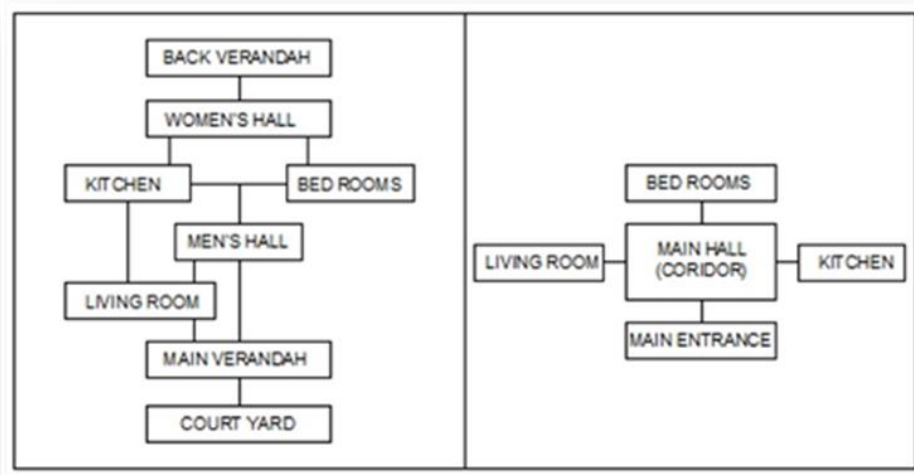 BACK VERANDAH
WOMEN'S HALL
KITCHEN
BED ROOMS
MEN'S HALL
LIVING ROOM
MAIN VERANDAH
COURT YARD
BED ROOMS
LIVING ROOM
MAIN HALL
(CORIDOR)
KITCHEN
MAIN ENTRANCE